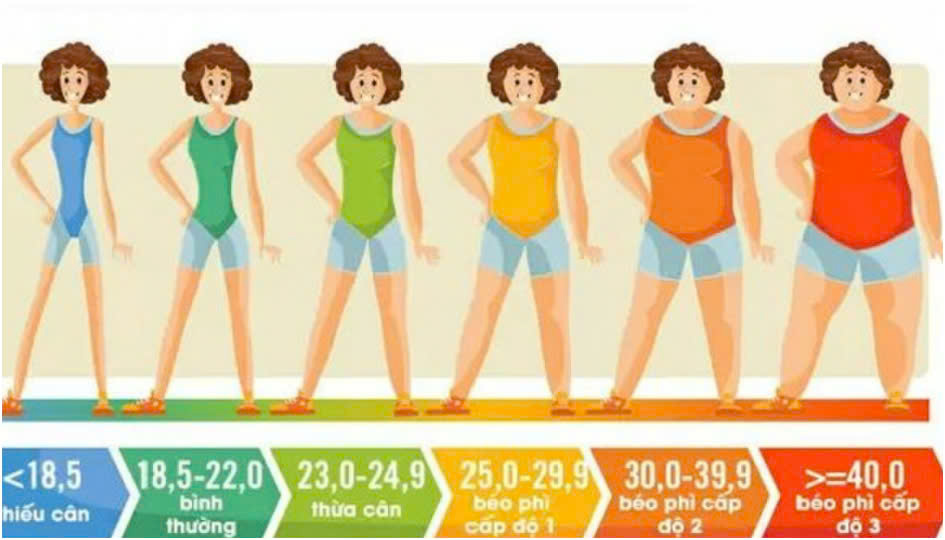 <18,5
hiếu cân
18,5-22,0
bình
thường
23,0-24,9
thừa cân
25,0-29,9
béo phì
cấp độ 1
30,0-39,9
béo phì cấp
độ 2
>=40,0
béo phì cấp
độ 3